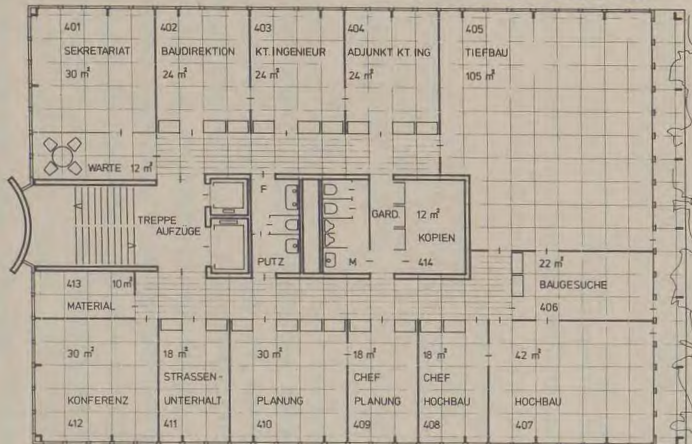 401
SEKRETARIAT
30 m²
402
BAUDIREKTION
24 m²
403
KT. INGENIEUR
24 m²
404
ADJUNKT KT. ING
24 m²
405
TIEFBAU
105 m²
WARTE 12 m²
TREPPE
AUFZÜGE
F
PUTZ
M
GARD.
12 m²
KOPIEN
414
413 10 m²
MATERIAL
22 m²
BAUGESUCHE
406
30 m²
KONFERENZ
412
18 m²
STRASSEN-
UNTERHALT
411
30 m²
PLANUNG
410
18 m²
CHEF
PLANUNG
409
18 m²
CHEF
HOCHBAU
408
42 m²
HOCHBAU
407